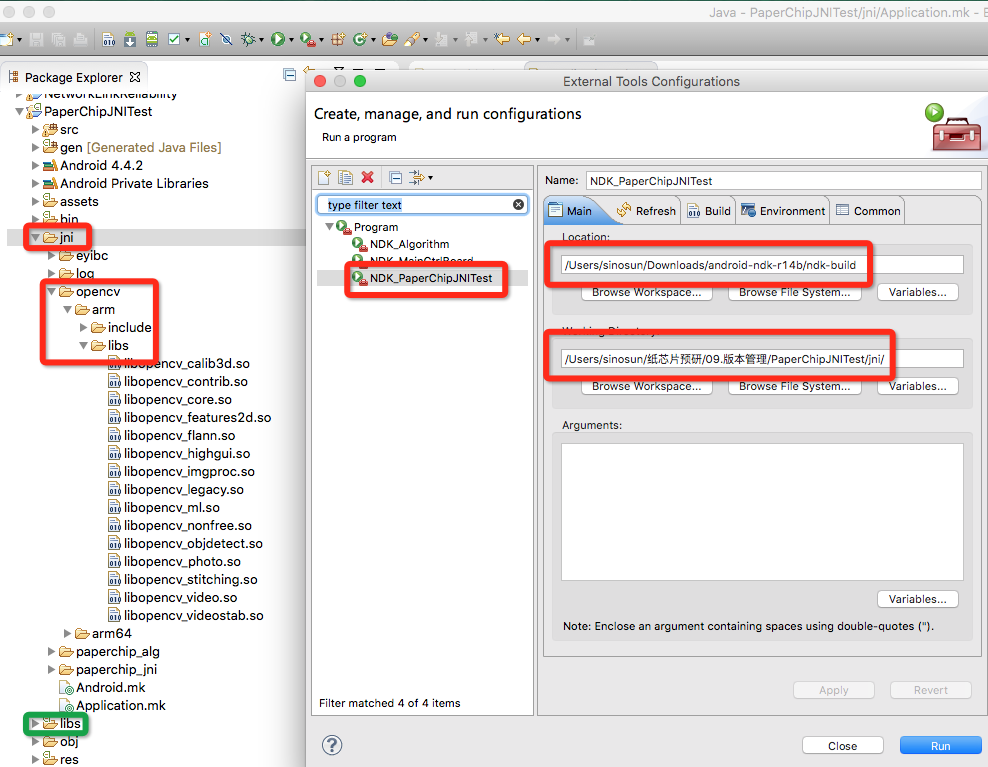 Java - PaperChipJNITest/jni/Application.mk - E
Package Explorer
NetworkLinkReliability
PaperChipJNITest
src
gen [Generated Java Files]
Android 4.4.2
Android Private Libraries
assets
bin
jni
eyibc
log
opencv
arm
include
libs
libopencv_calib3d.so
libopencv_contrib.so
libopencv_core.so
libopencv_features2d.so
libopencv_flann.so
libopencv_highgui.so
libopencv_imgproc.so
libopencv_legacy.so
libopencv_ml.so
libopencv_nonfree.so
libopencv_objdetect.so
libopencv_photo.so
libopencv_stitching.so
libopencv_video.so
libopencv_videostab.so
arm64
paperchip_alg
paperchip_jni
Android.mk
Application.mk
libs
obj
res
External Tools Configurations
Create, manage, and run configurations
Run a program
type filter text
Program
NDK_Algorithm
NDK_MainCtrlBoard
NDK_PaperChipJNITest
Filter matched 4 of 4 items
Name: NDK_PaperChipJNITest
Main Refresh Build Environment Common
Location:
/Users/sinosun/Downloads/android-ndk-r14b/ndk-build
Browse Workspace... Browse File System... Variables...
Working Directory:
/Users/sinosun/纸芯片预研/09.版本管理/PaperChipJNITest/jni/
Browse Workspace... Browse File System... Variables...
Arguments:
Variables...
Note: Enclose an argument containing spaces using double-quotes (").
Apply Revert
Close Run